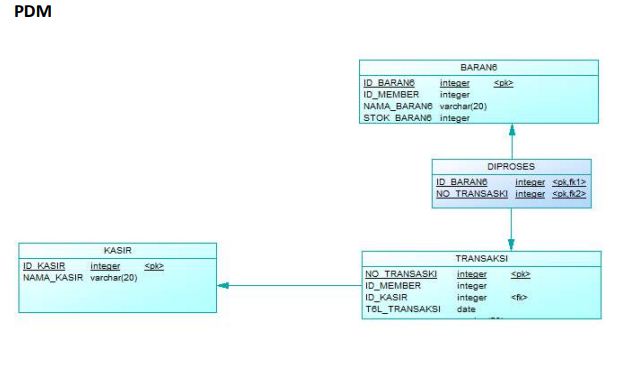 PDM
BARAN6
ID_BARAN6 integer <pk>
ID_MEMBER integer
NAMA_BARAN6 varchar(20)
STOK_BARAN6 integer
DIPROSES
ID_BARAN6 integer <pk,fk1>
NO_TRANSASKI integer <pk,fk2>
KASIR
ID_KASIR integer <pk>
NAMA_KASIR varchar(20)
TRANSAKSI
NO_TRANSASKI integer <pk>
ID_MEMBER integer
ID_KASIR integer <fk>
T6L_TRANSAKSI date